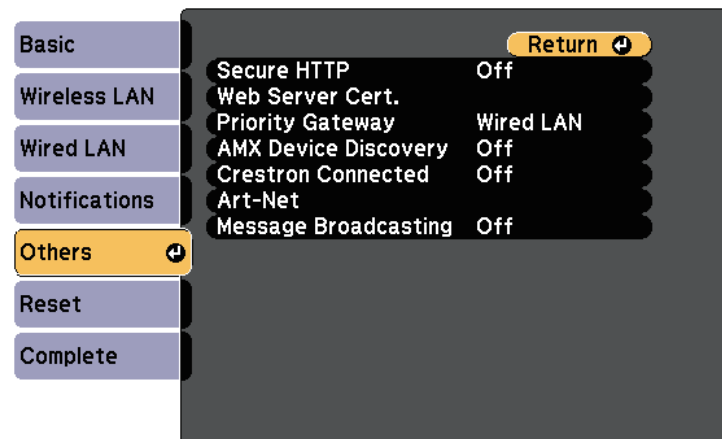 Basic
Wireless LAN
Wired LAN
Notifications
Others
Reset
Complete
Return
Secure HTTP Off
Web Server Cert.
Priority Gateway Wired LAN
AMX Device Discovery Off
Crestron Connected Off
Art-Net
Message Broadcasting Off